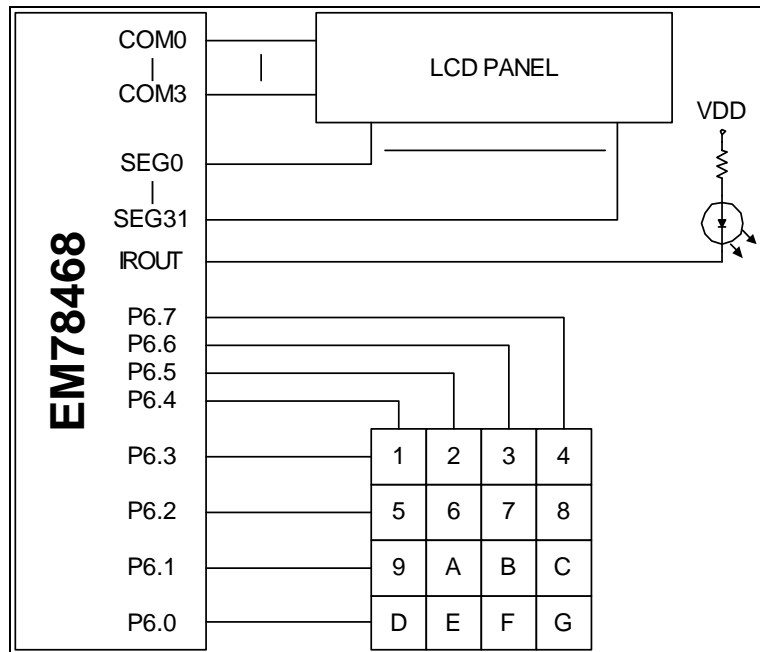 COM0
COM3
LCD PANEL
VDD
SEG0
SEG31
IROUT
EM78468
P6.7
P6.6
P6.5
P6.4
P6.3
1 2 3 4
P6.2
5 6 7 8
P6.1
9 A B C
P6.0
D E F G